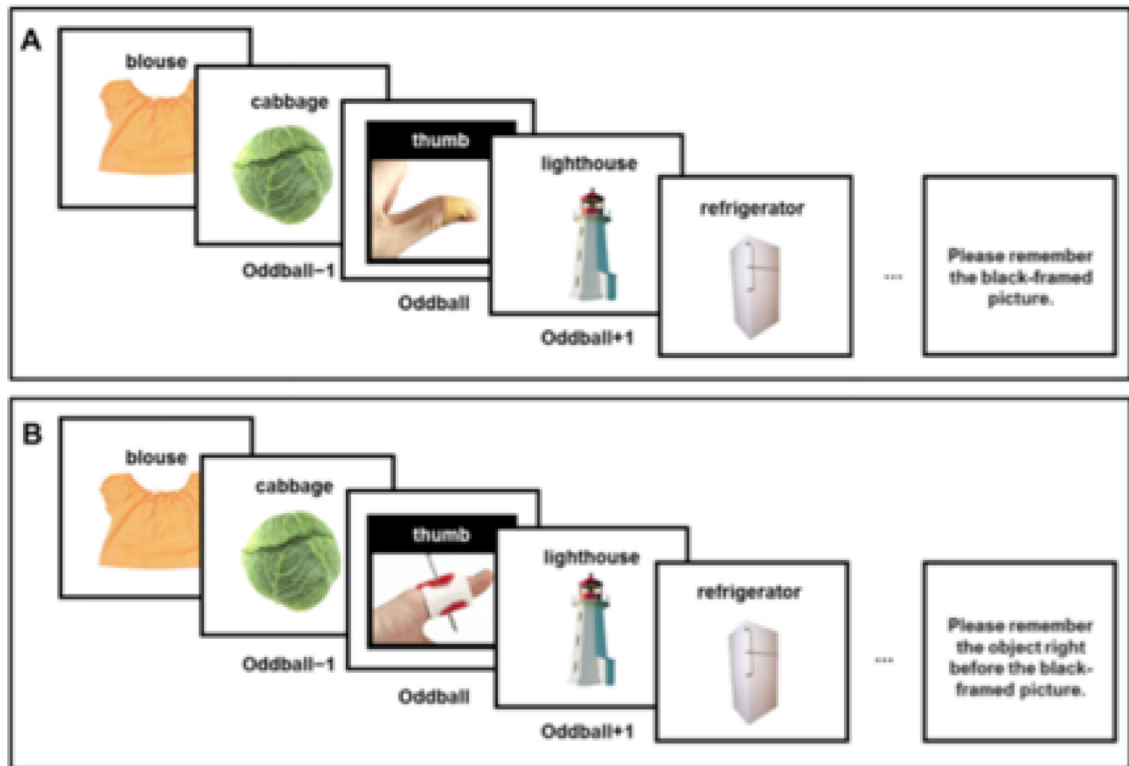 A
blouse
cabbage
thumb
lighthouse
refrigerator
Oddball−1
Oddball
Oddball+1
...
Please remember
the black-framed
picture.
B
blouse
cabbage
thumb
lighthouse
refrigerator
Oddball−1
Oddball
Oddball+1
...
Please remember
the object right
before the black-
framed picture.